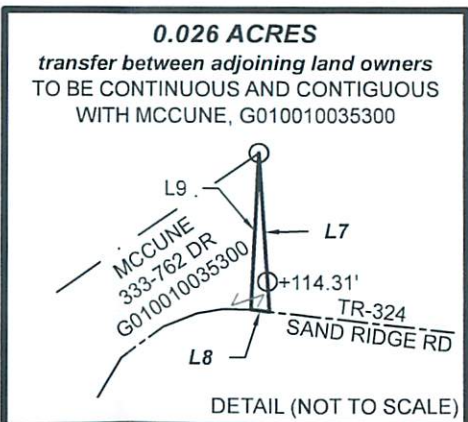 0.026 ACRES
transfer between adjoining land owners
TO BE CONTINUOUS AND CONTIGUOUS
WITH MCCUNE, G010010035300
L9
L7
MCCUNE
333-762 DR
G010010035300
+114.31'
TR-324
SAND RIDGE RD
L8
DETAIL (NOT TO SCALE)